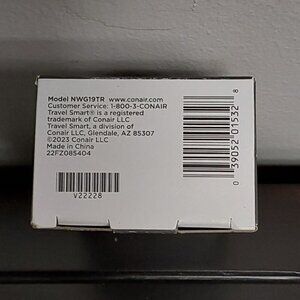 Model NWG19TR www.conair.com
Customer Service: 1-800-3-CONAIR
Travel Smart® is a registered
trademark of Conair LLC
Travel Smart, a division of
Conair LLC, Glendale, AZ 85307
©2023 Conair LLC
Made in China
22FZ085404
V22228
0 39052 07532 8